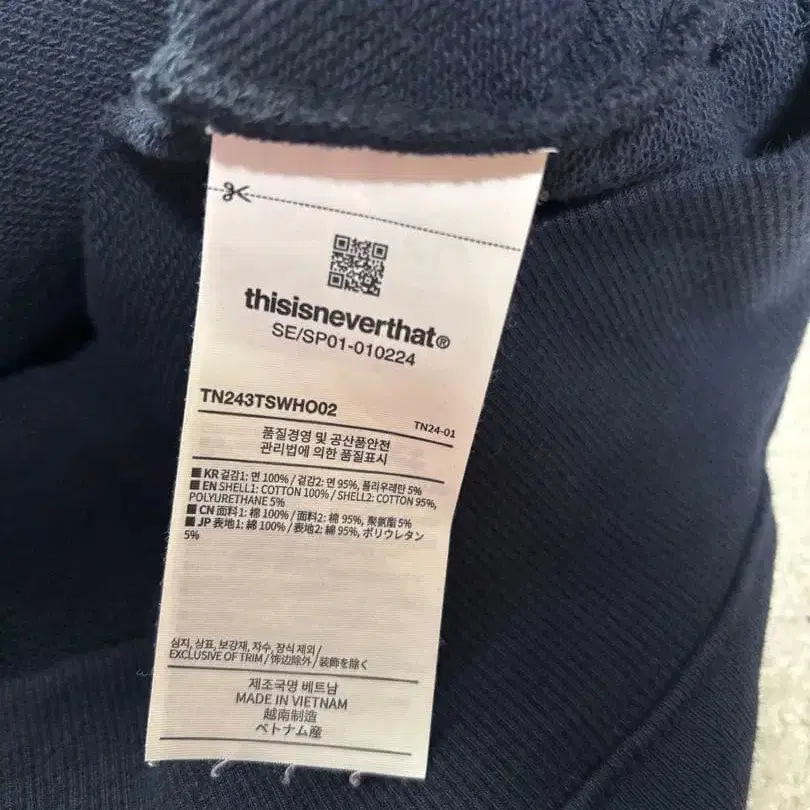 thisisneverthat®
SE/SP01-010224
TN243TSWHO02
TN24-01
품질경영 및 공산품안전
관리법에 의한 품질표시
KR 겉감1: 면 100% / 겉감2: 면 95%, 폴리우레탄 5%
EN SHELL1: COTTON 100% / SHELL2: COTTON 95%,
POLYURETHANE 5%
CN 面料1: 棉 100% / 面料2: 棉 95%, 聚氨酯 5%
JP 表地1: 綿 100% / 表地2: 綿 95%, ポリウレタン
5%
심지, 상표, 보강재, 자수, 장식 제외 /
EXCLUSIVE OF TRIM / 饰边除外 / 装飾を除く
제조국명 베트남
MADE IN VIETNAM
越南制造
ベトナム産